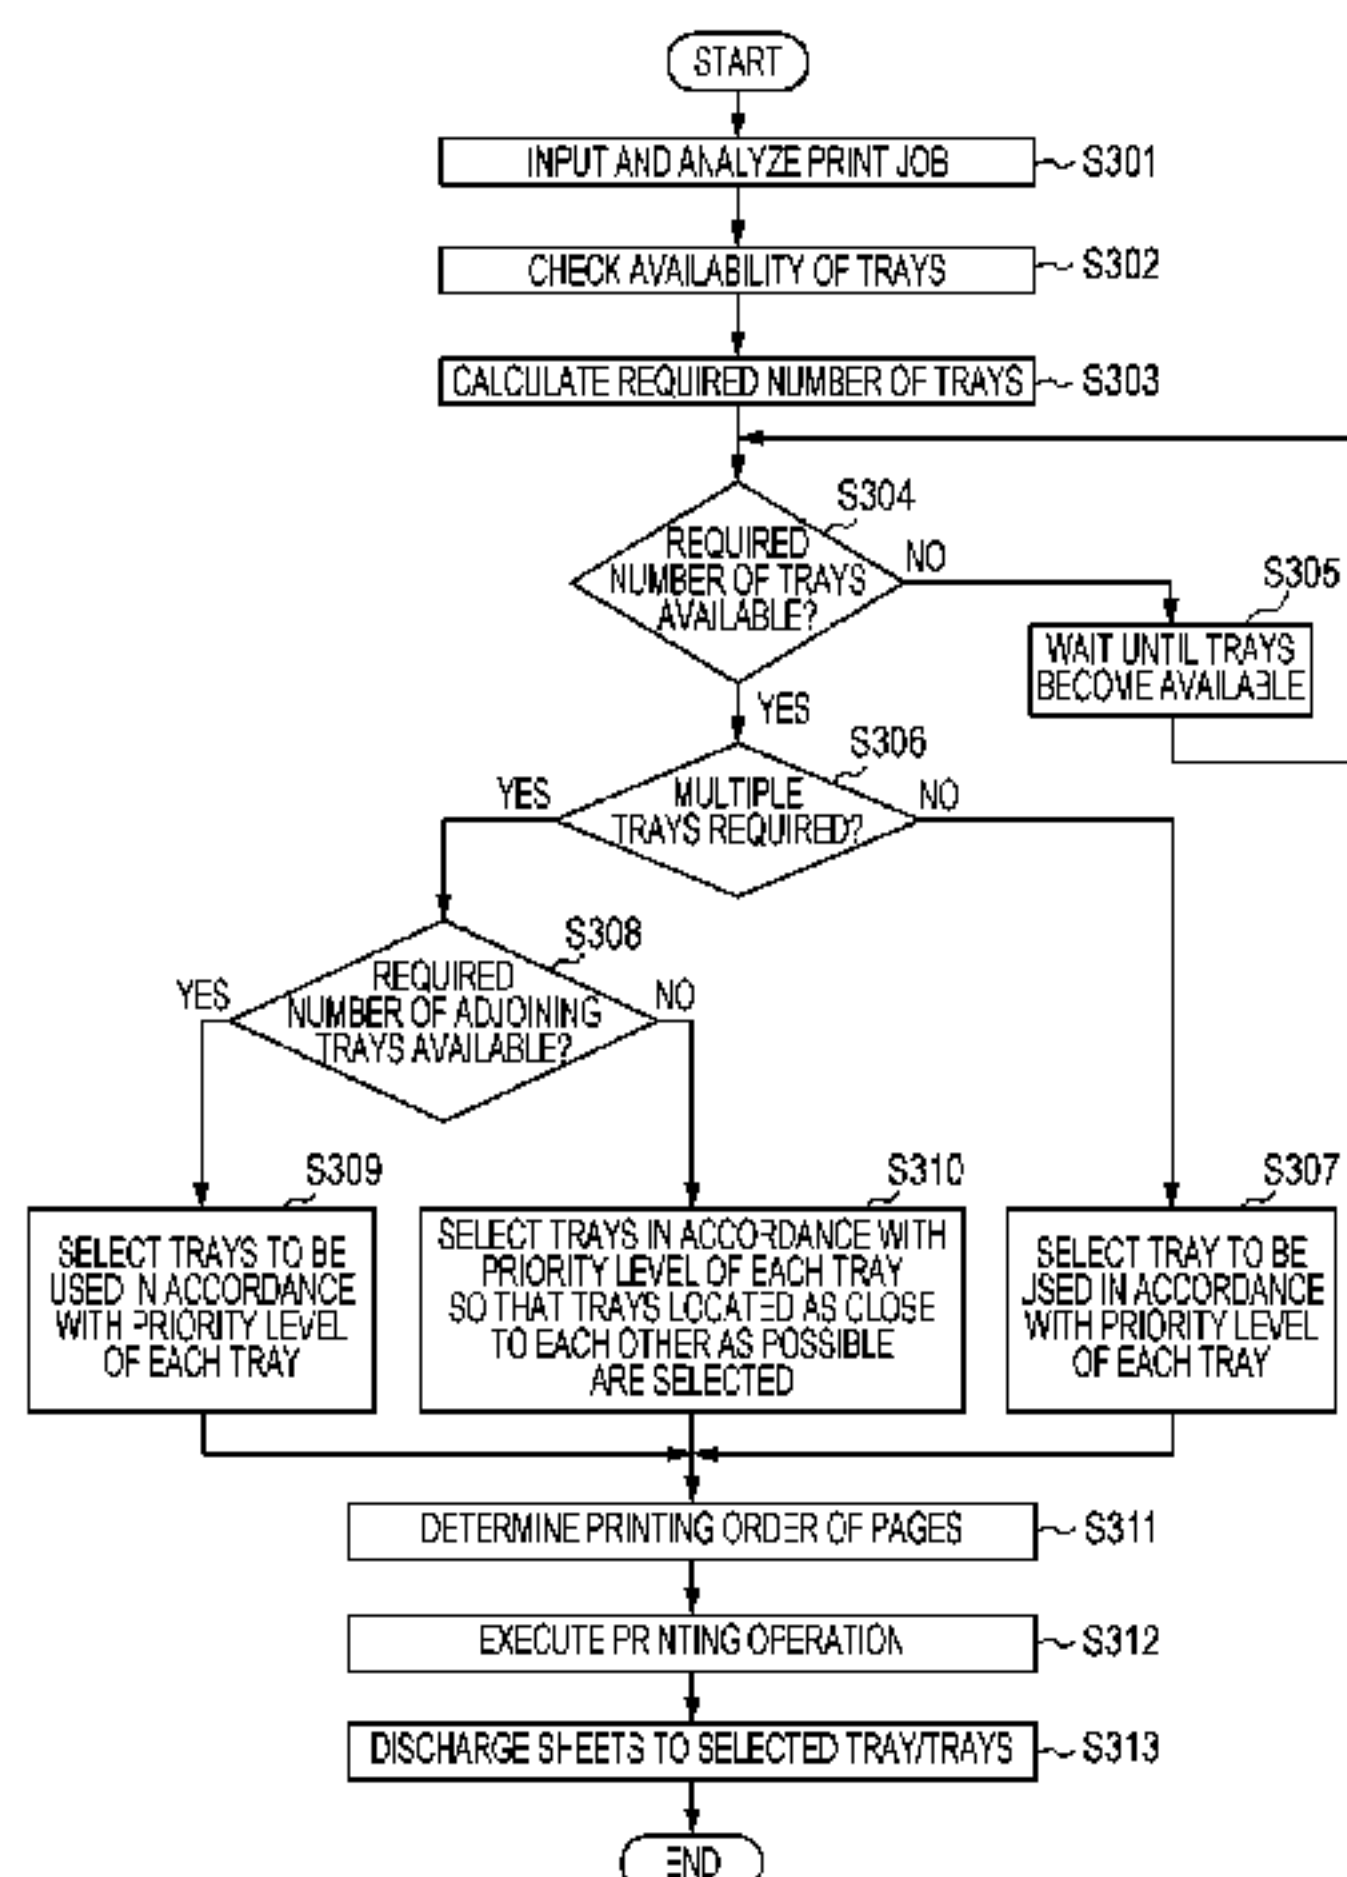 START
INPUT AND ANALYZE PRINT JOB
S301
CHECK AVAILABILITY OF TRAYS
S302
CALCULATE REQUIRED NUMBER OF TRAYS
S303
S304
REQUIRED
NUMBER OF TRAYS
AVAILABLE?
NO
S305
WAIT UNTIL TRAYS
BECOME AVAILABLE
YES
S306
MULTIPLE
TRAYS REQUIRED?
YES
NO
S308
REQUIRED
NUMBER OF ADJOINING
TRAYS AVAILABLE?
YES
NO
S309
SELECT TRAYS TO BE
USED IN ACCORDANCE
WITH PRIORITY LEVEL
OF EACH TRAY
S310
SELECT TRAYS IN ACCORDANCE WITH
PRIORITY LEVEL OF EACH TRAY
SO THAT TRAYS LOCATED AS CLOSE
TO EACH OTHER AS POSSIBLE
ARE SELECTED
S307
SELECT TRAY TO BE
USED IN ACCORDANCE
WITH PRIORITY LEVEL
OF EACH TRAY
DETERMINE PRINTING ORDER OF PAGES
S311
EXECUTE PRINTING OPERATION
S312
DISCHARGE SHEETS TO SELECTED TRAY/TRAYS
S313
END